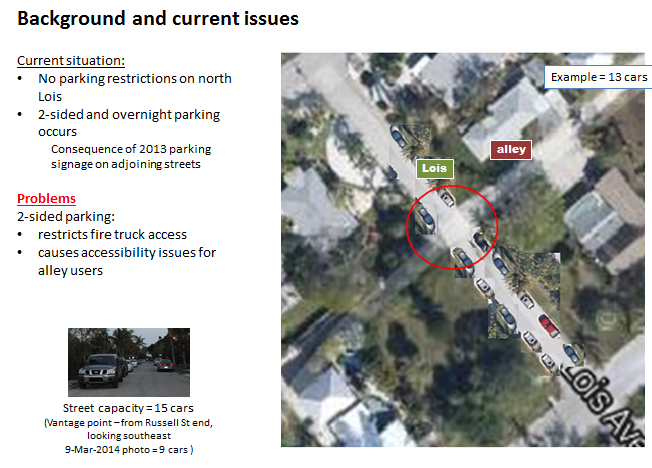 Background and current issues
Current situation:
• No parking restrictions on north
Lois
• 2-sided and overnight parking
occurs
Consequence of 2013 parking
signage on adjoining streets
Problems
2-sided parking:
• restricts fire truck access
• causes accessibility issues for
alley users
Street capacity = 15 cars
(Vantage point – from Russell St end,
looking southeast
9-Mar-2014 photo = 9 cars )
Example = 13 cars
alley
Lois
Lois Ave